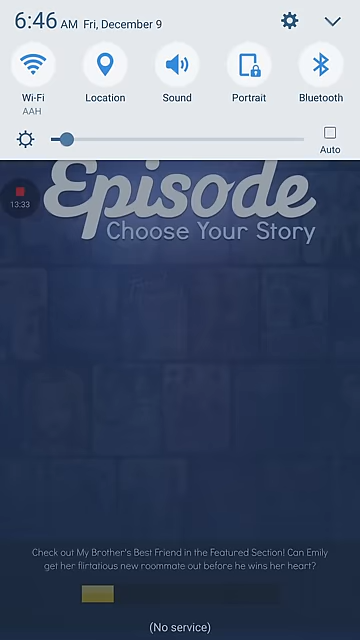 6:46 AM Fri, December 9
Wi-Fi Location Sound Portrait Bluetooth
AAH
Auto
13:33
Episode
Choose Your Story
Check out My Brother's Best Friend in the Featured Section! Can Emily
get her flirtatious new roommate out before he wins her heart?
(No service)